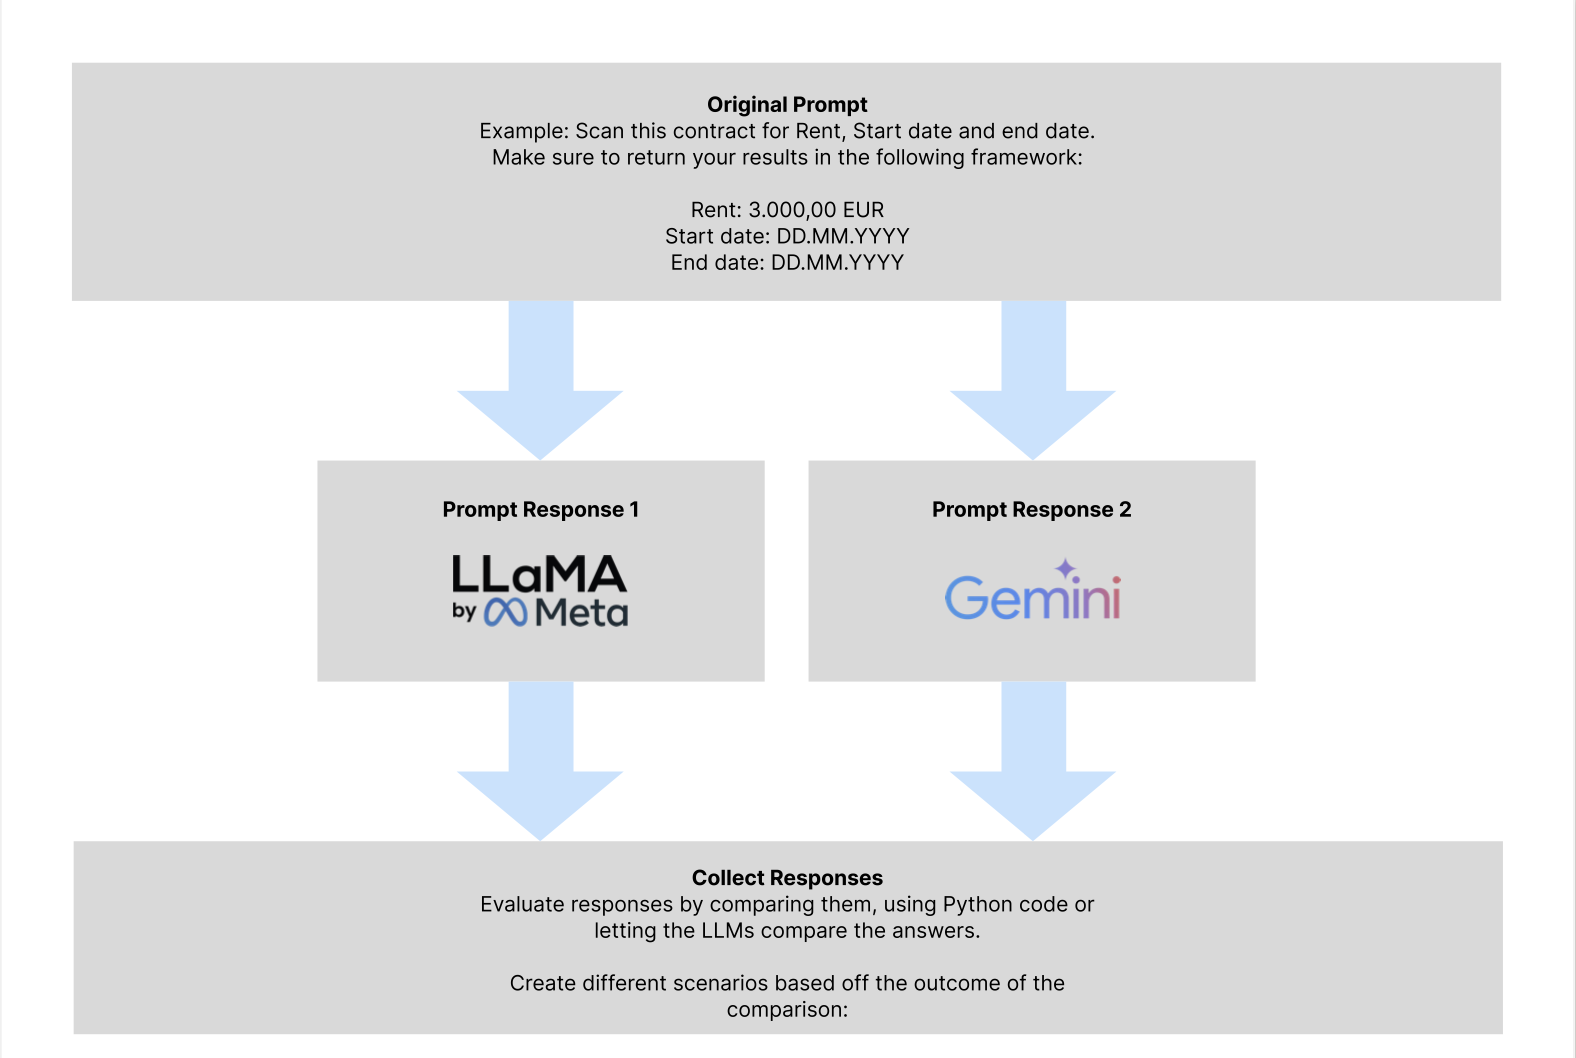 Original Prompt
Example: Scan this contract for Rent, Start date and end date.
Make sure to return your results in the following framework:
Rent: 3.000,00 EUR
Start date: DD.MM.YYYY
End date: DD.MM.YYYY
Prompt Response 1
LLaMA
by Meta
Prompt Response 2
Gemini
Collect Responses
Evaluate responses by comparing them, using Python code or
letting the LLMs compare the answers.
Create different scenarios based off the outcome of the
comparison: